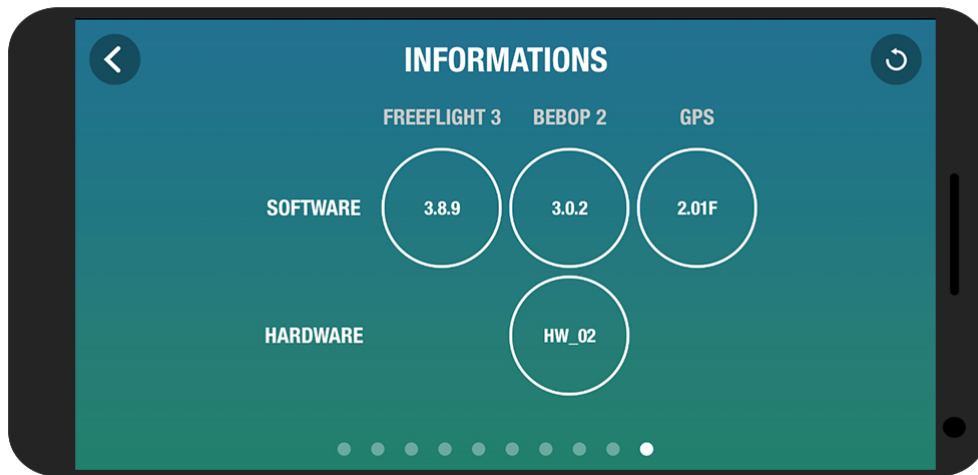 INFORMATIONS
FREEFLIGHT 3 BEBOP 2 GPS
SOFTWARE 3.8.9 3.0.2 2.01F
HARDWARE HW_02